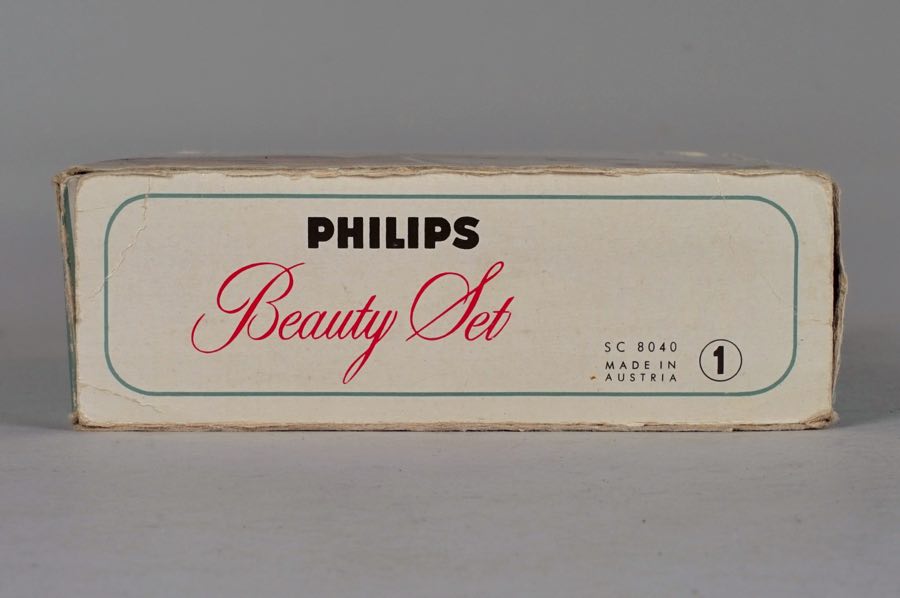 PHILIPS
Beauty Set
SC 8040
MADE IN
AUSTRIA
1